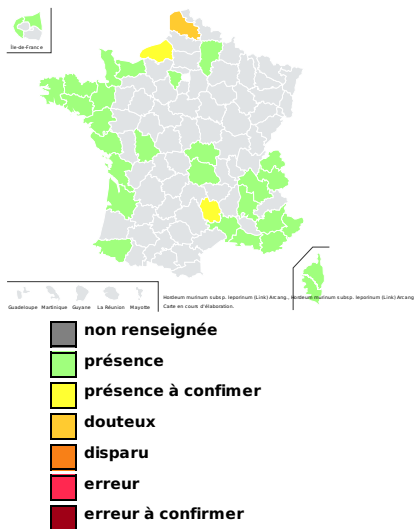 Île-de-France
Guadeloupe Martinique Guyane La Réunion Mayotte
Hordeum murinum subsp. leporinum (Link) Arcang., Hordeum murinum subsp. leporinum (Link) Arcang
Carte en cours d'élaboration.
non renseignée
présence
présence à confimer
douteux
disparu
erreur
erreur à confirmer